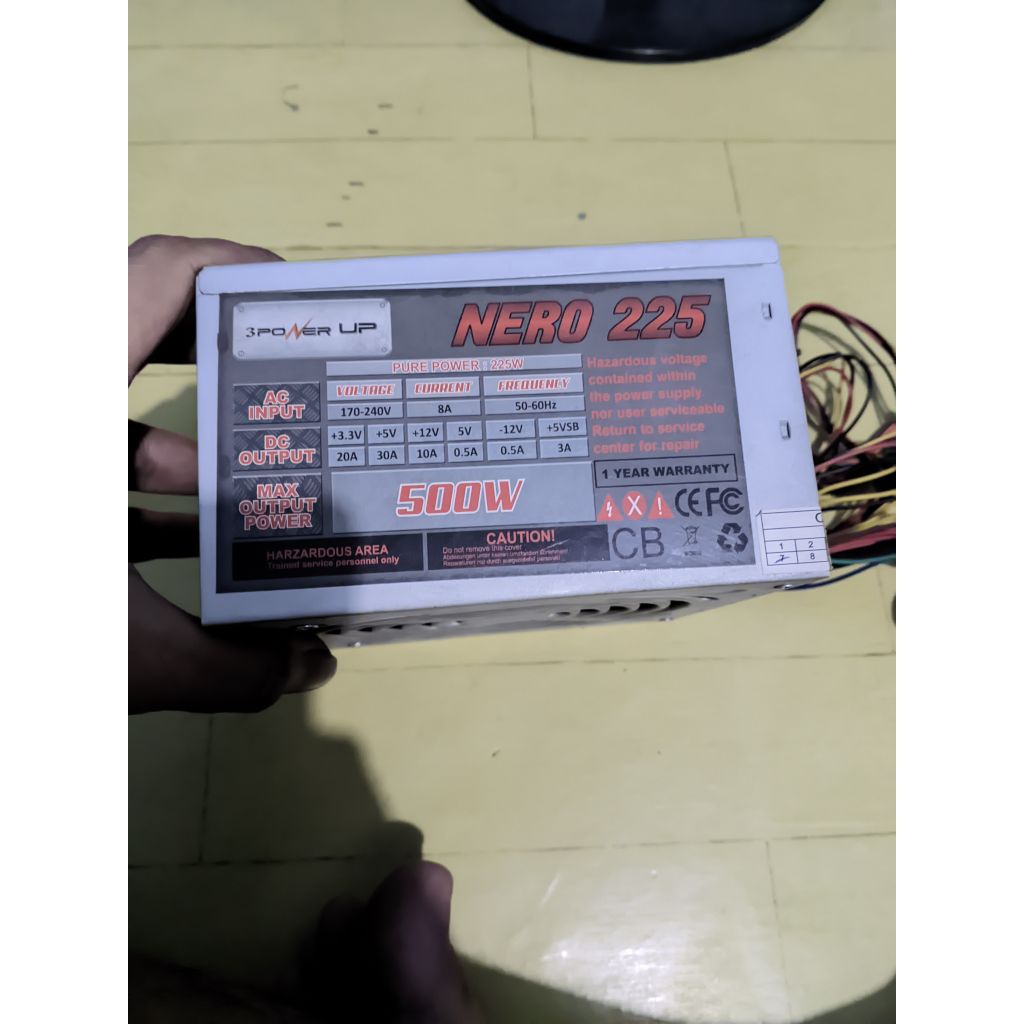 3POWER UP
NERO 225
PURE POWER : 225W
AC
INPUT
VOLTAGE CURRENT FREQUENCY
170-240V 8A 50-60Hz
DC
OUTPUT
+3.3V +5V +12V 5V -12V +5VSB
20A 30A 10A 0.5A 0.5A 3A
MAX
OUTPUT
POWER
500W
Hazardous voltage
contained within
the power supply
nor user serviceable
Return to service
center for repair
1 YEAR WARRANTY
CE FC
CB
HARZARDOUS AREA
Trained service personnel only
CAUTION!
Do not remove this cover
1 2
7 8